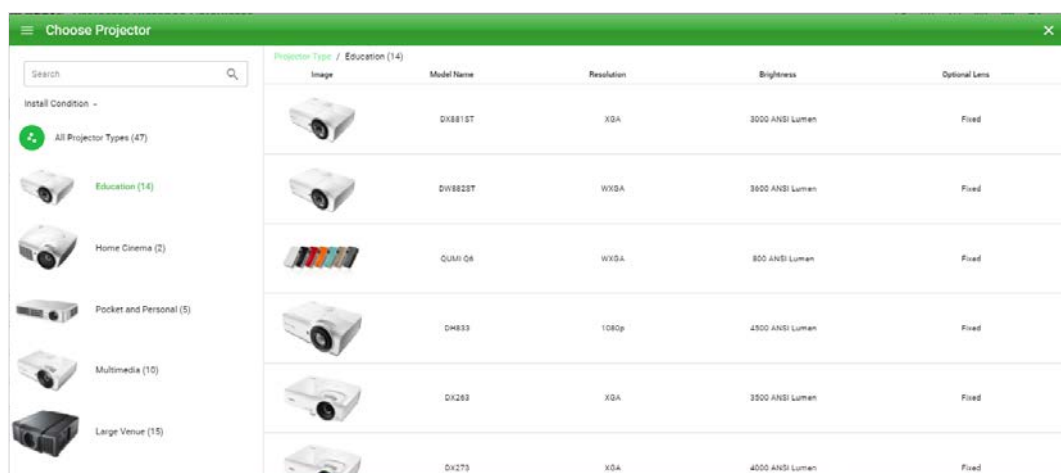 Choose Projector
Search
Install Condition
All Projector Types (47)
Education (14)
Home Cinema (2)
Pocket and Personal (5)
Multimedia (10)
Large Venue (15)
Projector Type / Education (14)
Image Model Name Resolution Brightness Optional Lens
DX881ST XGA 3000 ANSI Lumen Fixed
DW882ST WXGA 3600 ANSI Lumen Fixed
QUMI Q6 WXGA 800 ANSI Lumen Fixed
DH833 1080p 4500 ANSI Lumen Fixed
DX263 XGA 3500 ANSI Lumen Fixed
DX273 XGA 4000 ANSI Lumen Fixed